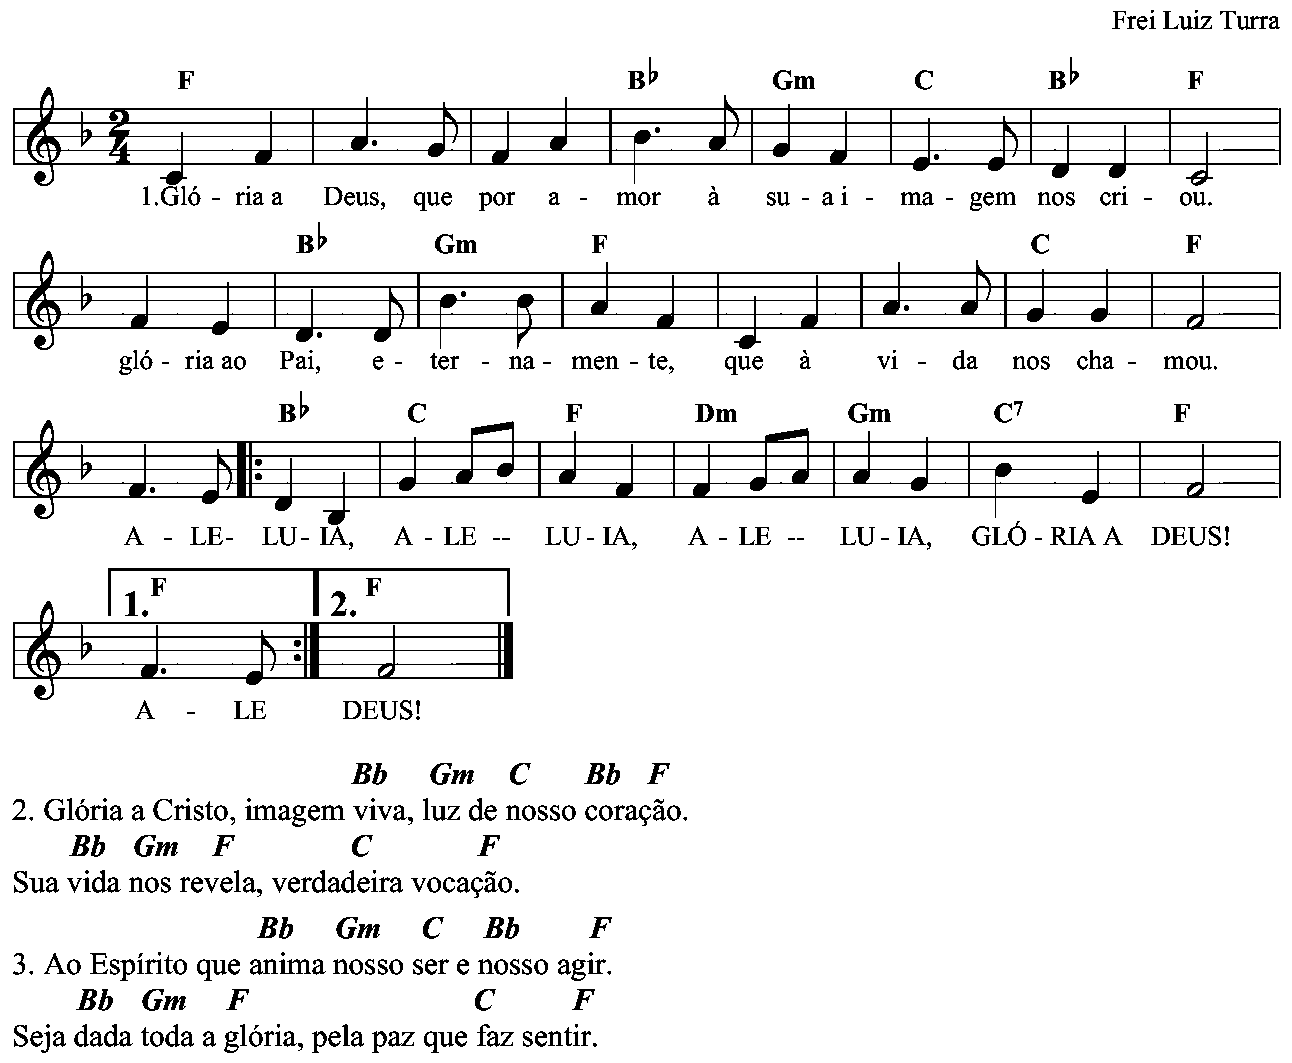 Frei Luiz Turra
F B♭ Gm C B♭ F
2/4
1.Gló - ria a Deus, que por a - mor à su - a i - ma - gem nos cri - ou.
B♭ Gm F C F
gló - ria ao Pai, e - ter - na - men - te, que à vi - da nos cha - mou.
B♭ C F Dm Gm C7 F
A - LE- LU - IA, A - LE -- LU - IA, A - LE -- LU - IA, GLÓ - RIA A DEUS!
1. F 2. F
A - LE DEUS!
Bb Gm C Bb F
2. Glória a Cristo, imagem viva, luz de nosso coração.
Bb Gm F C F
Sua vida nos revela, verdadeira vocação.
Bb Gm C Bb F
3. Ao Espírito que anima nosso ser e nosso agir.
Bb Gm F C F
Seja dada toda a glória, pela paz que faz sentir.